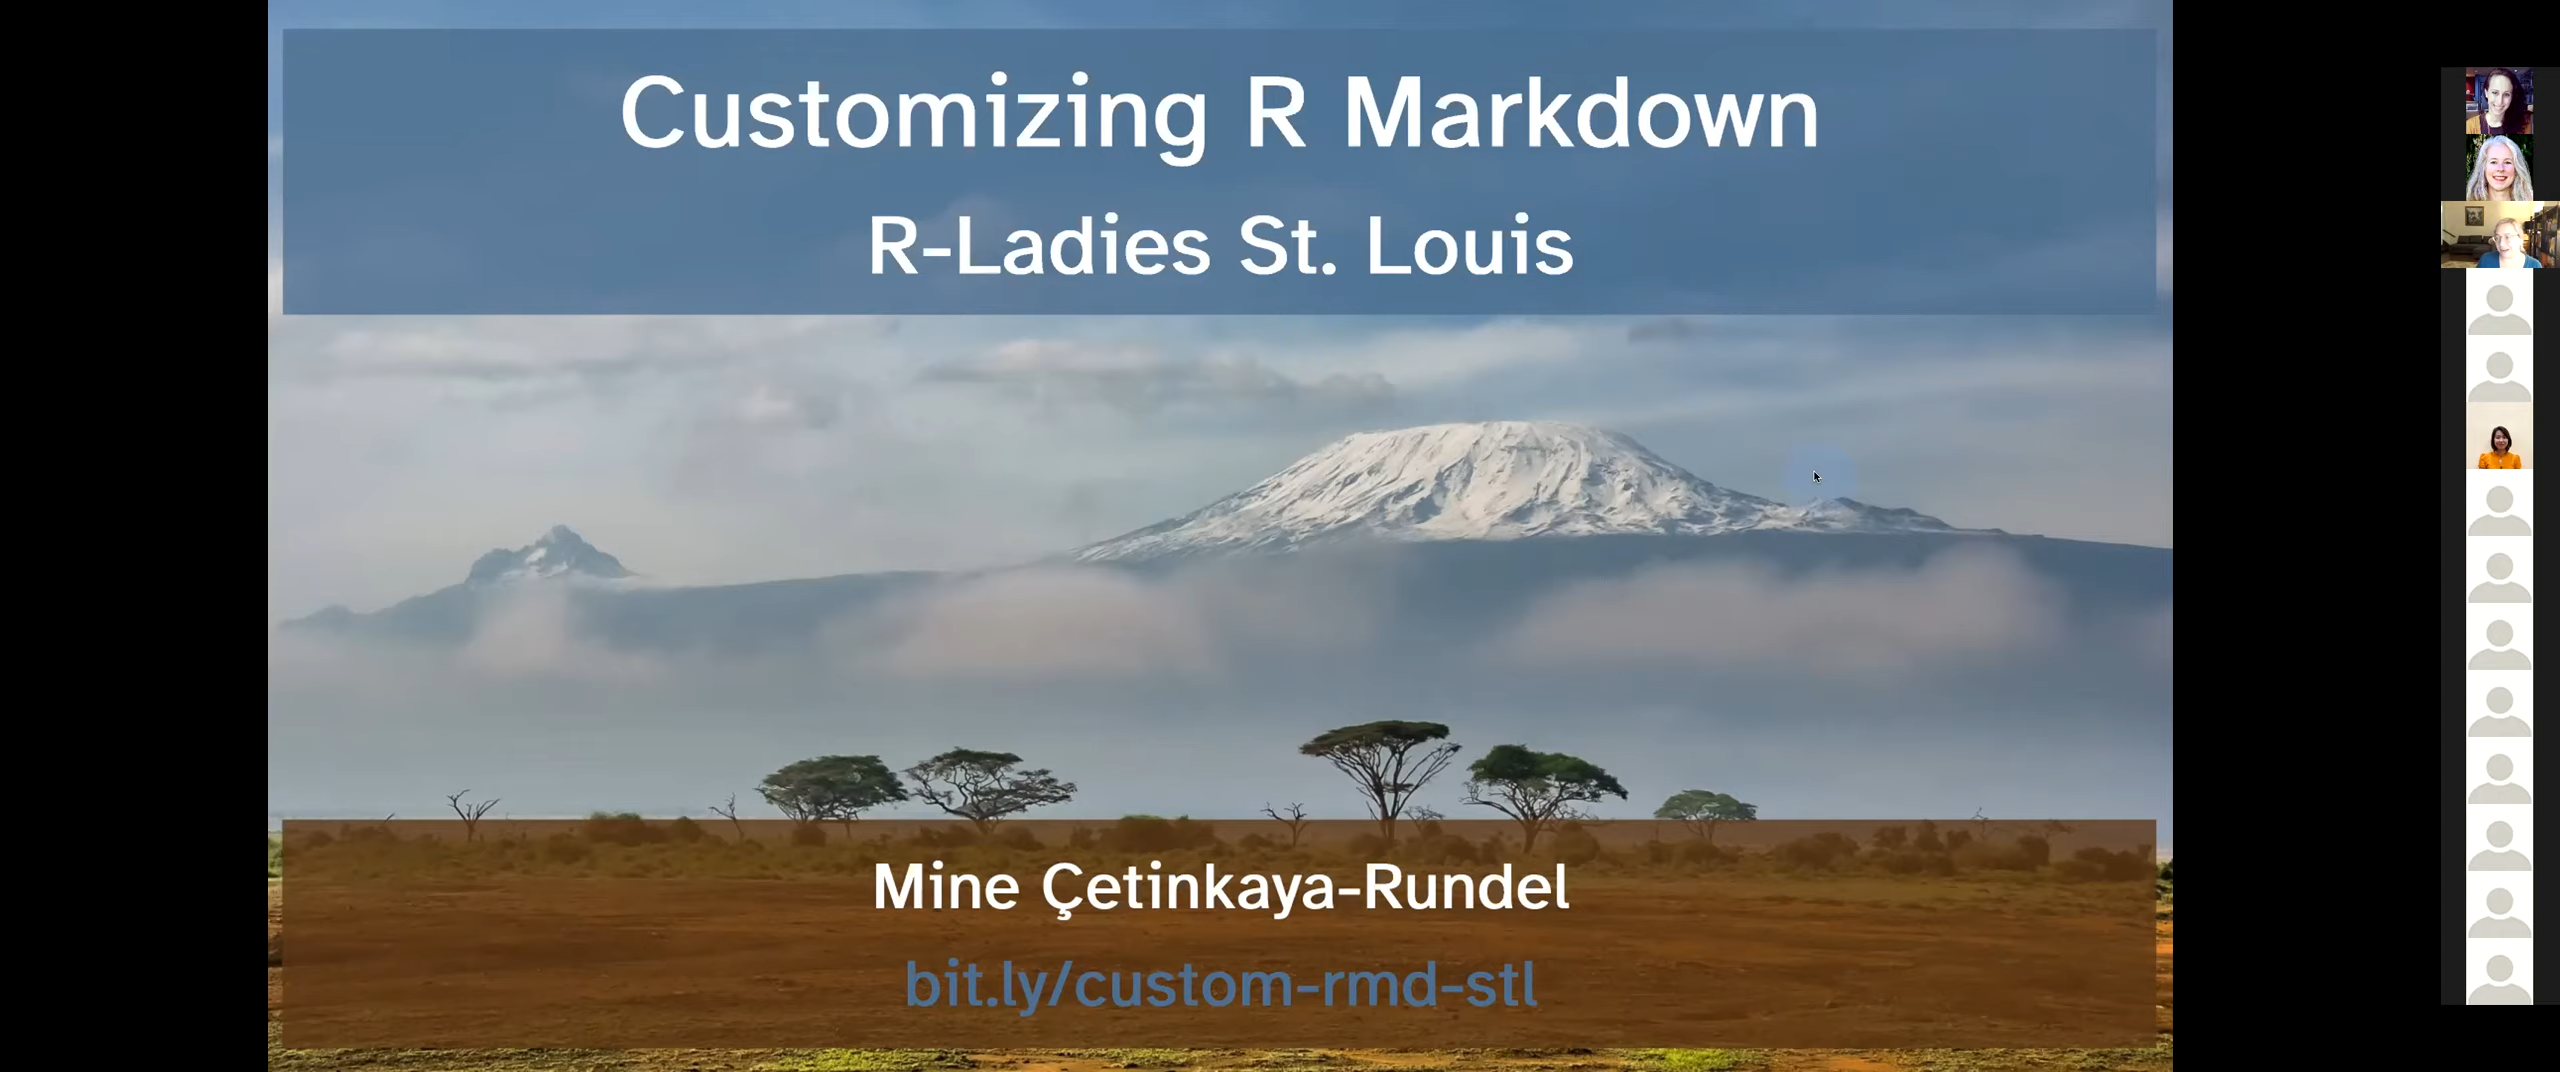 Customizing R Markdown
R-Ladies St. Louis
Mine Çetinkaya-Rundel
bit.ly/custom-rmd-stl